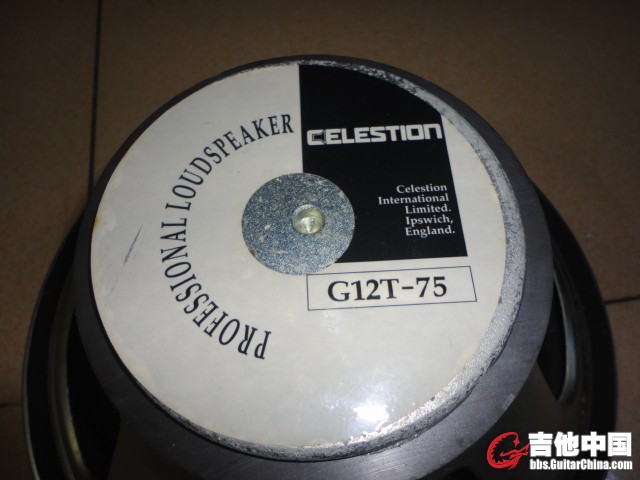 PROFESSIONAL LOUDSPEAKER
CELESTION
Celestion
International
Limited.
Ipswich,
England.
G12T-75
吉他中国
bbs.GuitarChina.com